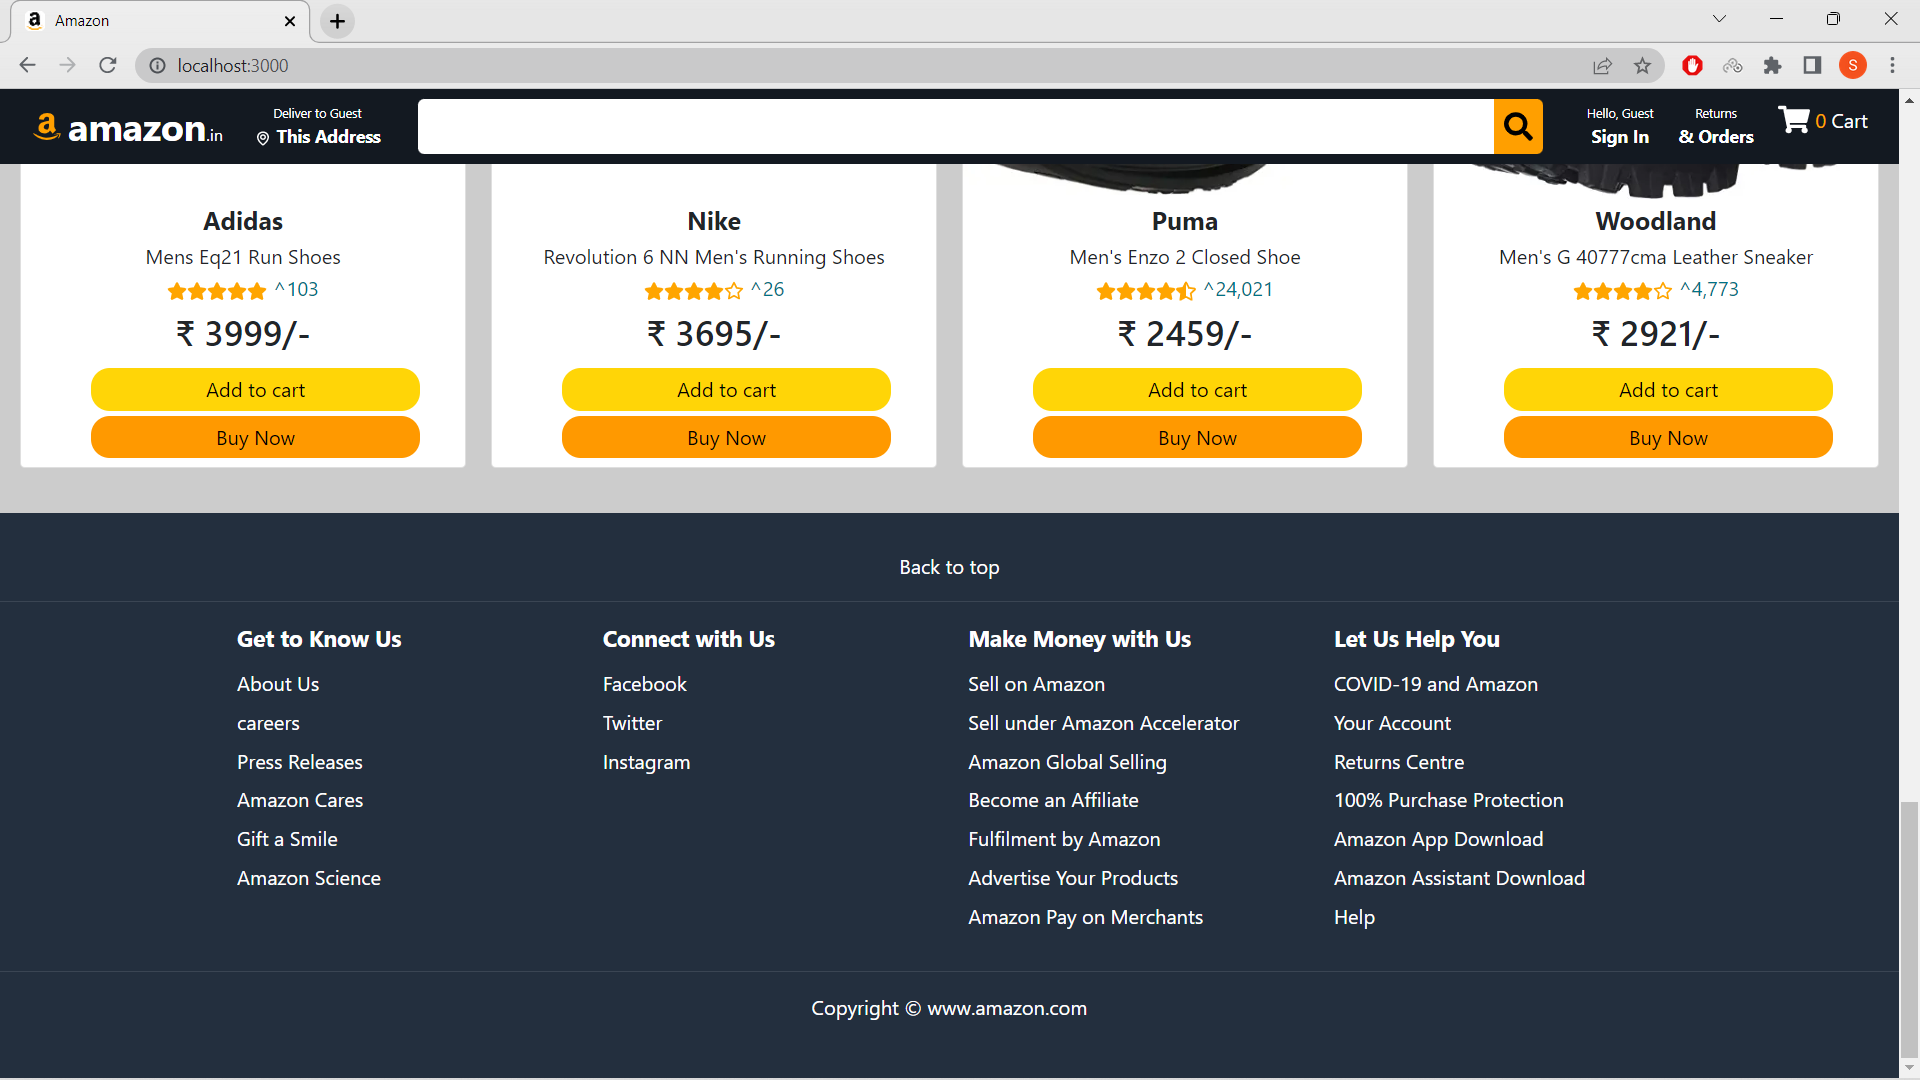 Amazon
localhost:3000
S
amazon.in
Deliver to Guest
This Address
Hello, Guest
Sign In
Returns
& Orders
0 Cart
Adidas
Mens Eq21 Run Shoes
^103
₹ 3999/-
Add to cart
Buy Now
Nike
Revolution 6 NN Men's Running Shoes
^26
₹ 3695/-
Add to cart
Buy Now
Puma
Men's Enzo 2 Closed Shoe
^24,021
₹ 2459/-
Add to cart
Buy Now
Woodland
Men's G 40777cma Leather Sneaker
^4,773
₹ 2921/-
Add to cart
Buy Now
Back to top
Get to Know Us
About Us
careers
Press Releases
Amazon Cares
Gift a Smile
Amazon Science
Connect with Us
Facebook
Twitter
Instagram
Make Money with Us
Sell on Amazon
Sell under Amazon Accelerator
Amazon Global Selling
Become an Affiliate
Fulfilment by Amazon
Advertise Your Products
Amazon Pay on Merchants
Let Us Help You
COVID-19 and Amazon
Your Account
Returns Centre
100% Purchase Protection
Amazon App Download
Amazon Assistant Download
Help
Copyright © www.amazon.com